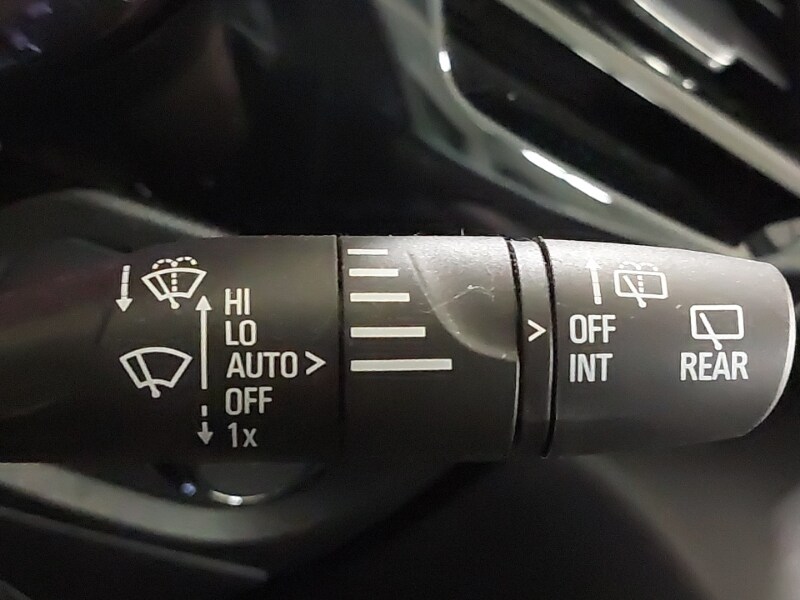 HI
LO
AUTO >
OFF
1x
> OFF
INT
REAR